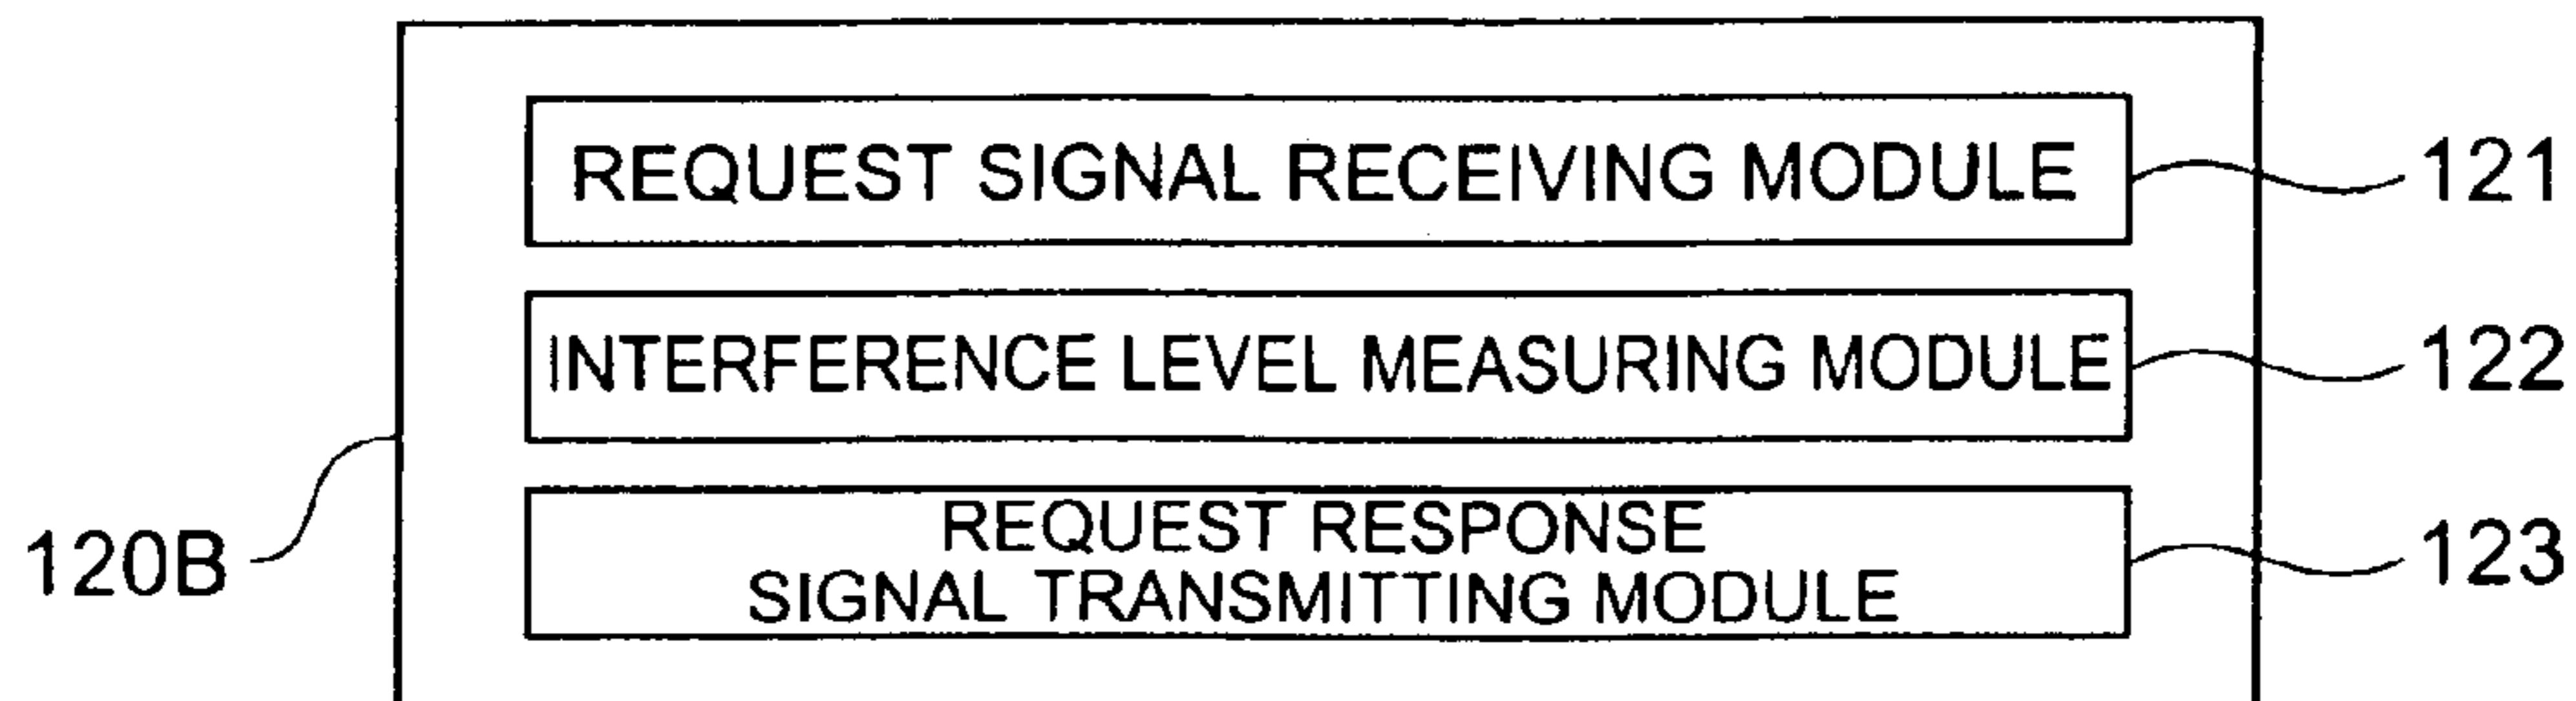 REQUEST SIGNAL RECEIVING MODULE
121
INTERFERENCE LEVEL MEASURING MODULE
122
REQUEST RESPONSE
SIGNAL TRANSMITTING MODULE
123
120B